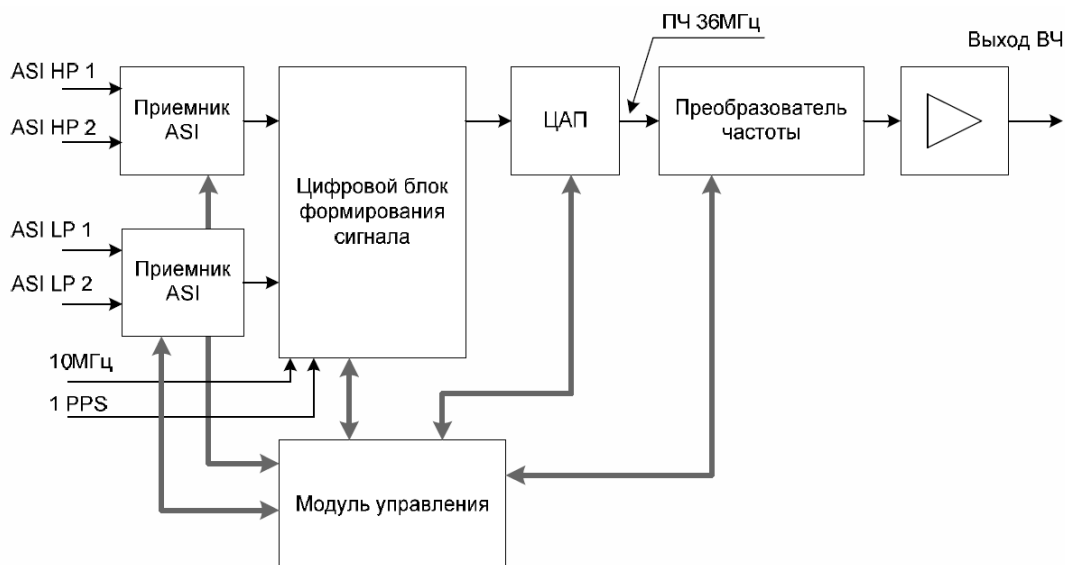 ПЧ 36МГц
Выход ВЧ
ASI HP 1
ASI HP 2
Приемник
ASI
Цифровой блок
формирования
сигнала
ЦАП
Преобразователь
частоты
ASI LP 1
ASI LP 2
Приемник
ASI
10МГц
1 PPS
Модуль управления